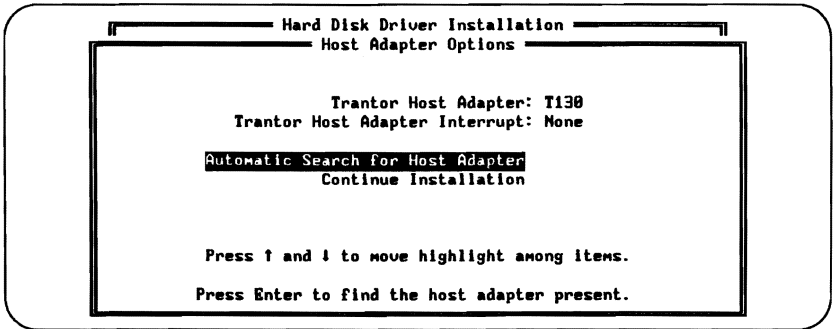 Hard Disk Driver Installation
Host Adapter Options
Trantor Host Adapter: T130
Trantor Host Adapter Interrupt: None
Automatic Search for Host Adapter
Continue Installation
Press ↑ and ↓ to move highlight among items.
Press Enter to find the host adapter present.